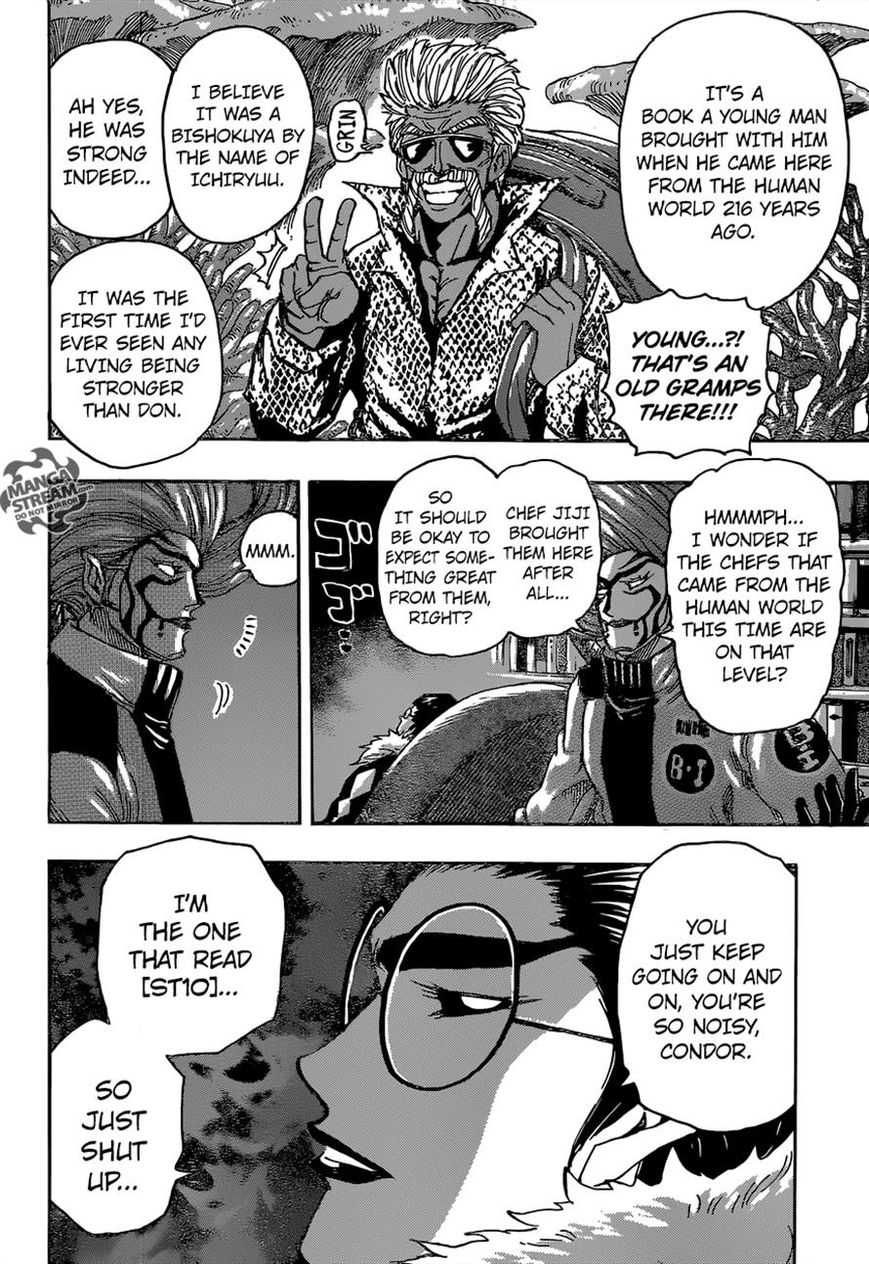 IT'S A
BOOK A YOUNG MAN
BROUGHT WITH HIM
WHEN HE CAME HERE
FROM THE HUMAN
WORLD 216 YEARS
AGO.
YOUNG...?!
THAT'S AN
OLD GRAMPS
THERE!!!
GRIN
I BELIEVE
IT WAS A
BISHOKUYA BY
THE NAME OF
ICHIRYUU.
AH YES,
HE WAS
STRONG
INDEED...
IT WAS THE
FIRST TIME I'D
EVER SEEN ANY
LIVING BEING
STRONGER
THAN DON.
MANGA
STREAM.com
DO NOT MIRROR
HMMMPH...
I WONDER IF
THE CHEFS THAT
CAME FROM THE
HUMAN WORLD
THIS TIME ARE
ON THAT
LEVEL?
CHEF JIJI
BROUGHT
THEM HERE
AFTER
ALL...
SO
IT SHOULD
BE OKAY TO
EXPECT SOME-
THING GREAT
FROM THEM,
RIGHT?
ゴゴ
B・I
B・I
MMM.
YOU
JUST KEEP
GOING ON AND
ON, YOU'RE
SO NOISY,
CONDOR.
I'M
THE ONE
THAT READ
[ST10]...
SO
JUST
SHUT
UP...